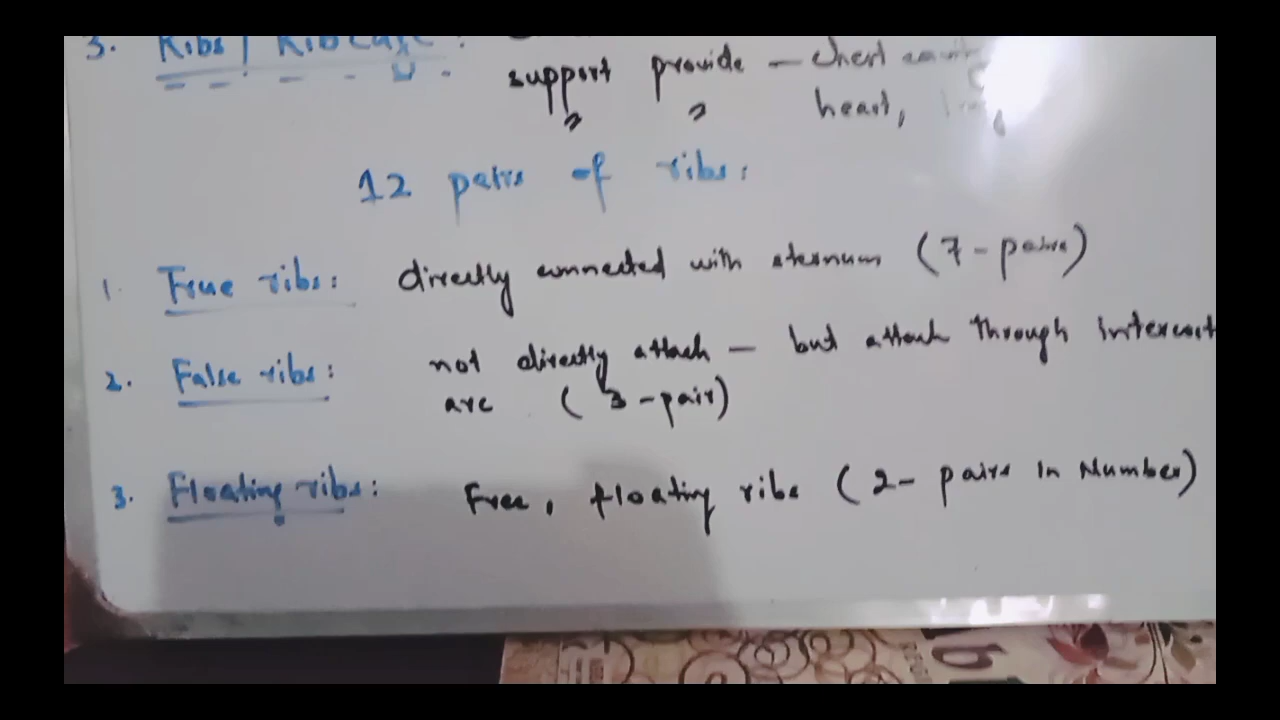 3. Ribs / Ribcage :
support provide - chest
heart,
12 pairs of ribs:
1. True ribs: directly connected with sternum (7-pairs)
2. False ribs: not directly attach - but attach through intercost
are (3-pair)
3. Floating ribs: Free, floating ribs (2- pairs in Number)